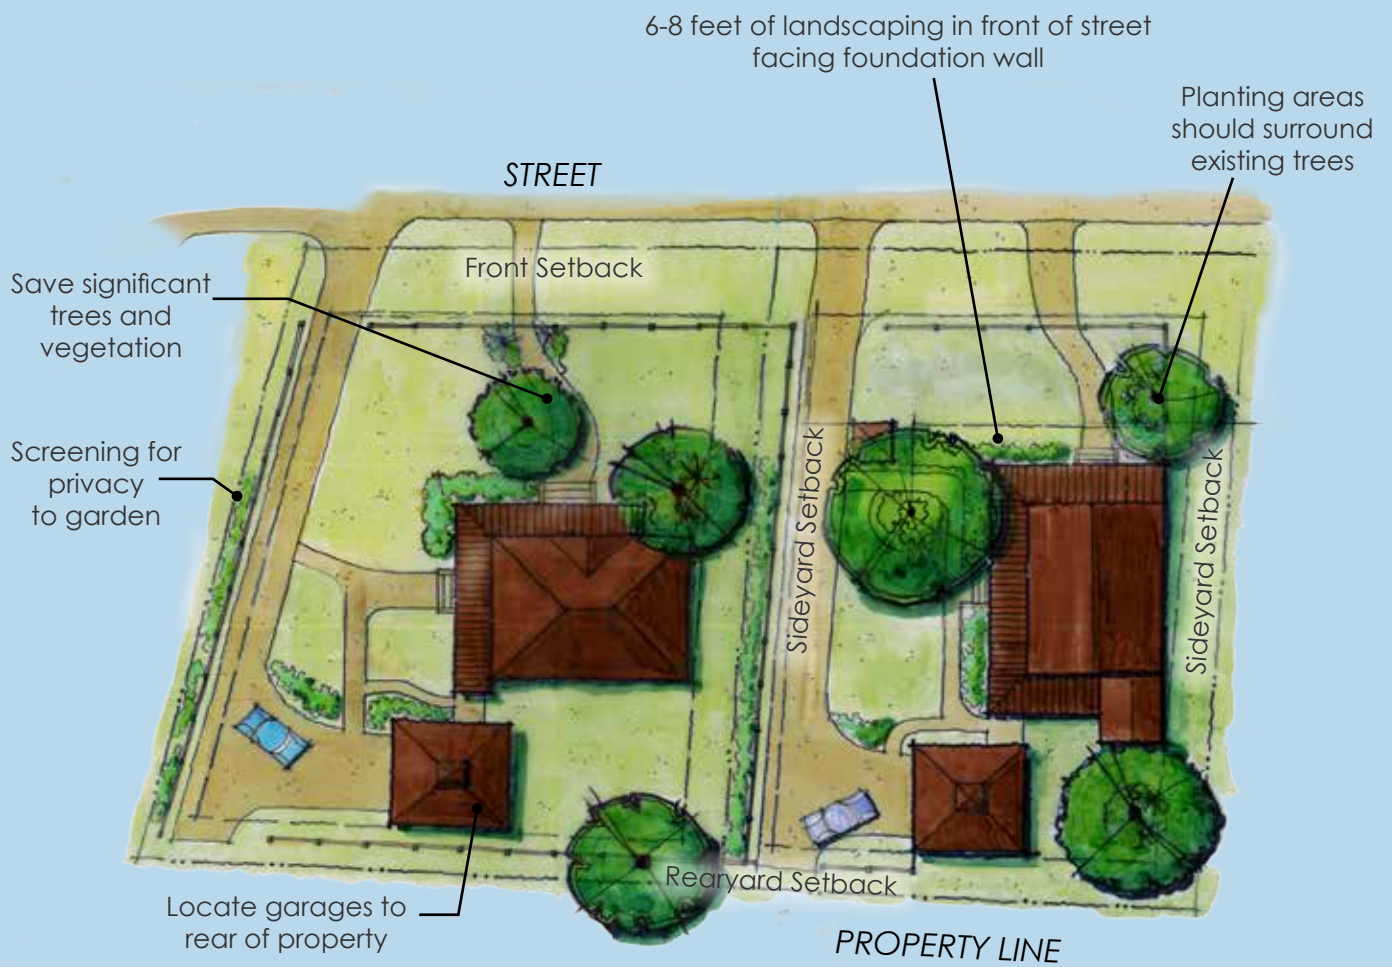 6-8 feet of landscaping in front of street
facing foundation wall
Planting areas
should surround
existing trees
STREET
Front Setback
Save significant
trees and
vegetation
Screening for
privacy
to garden
Sideyard Setback
Sideyard Setback
Rearyard Setback
Locate garages to
rear of property
PROPERTY LINE